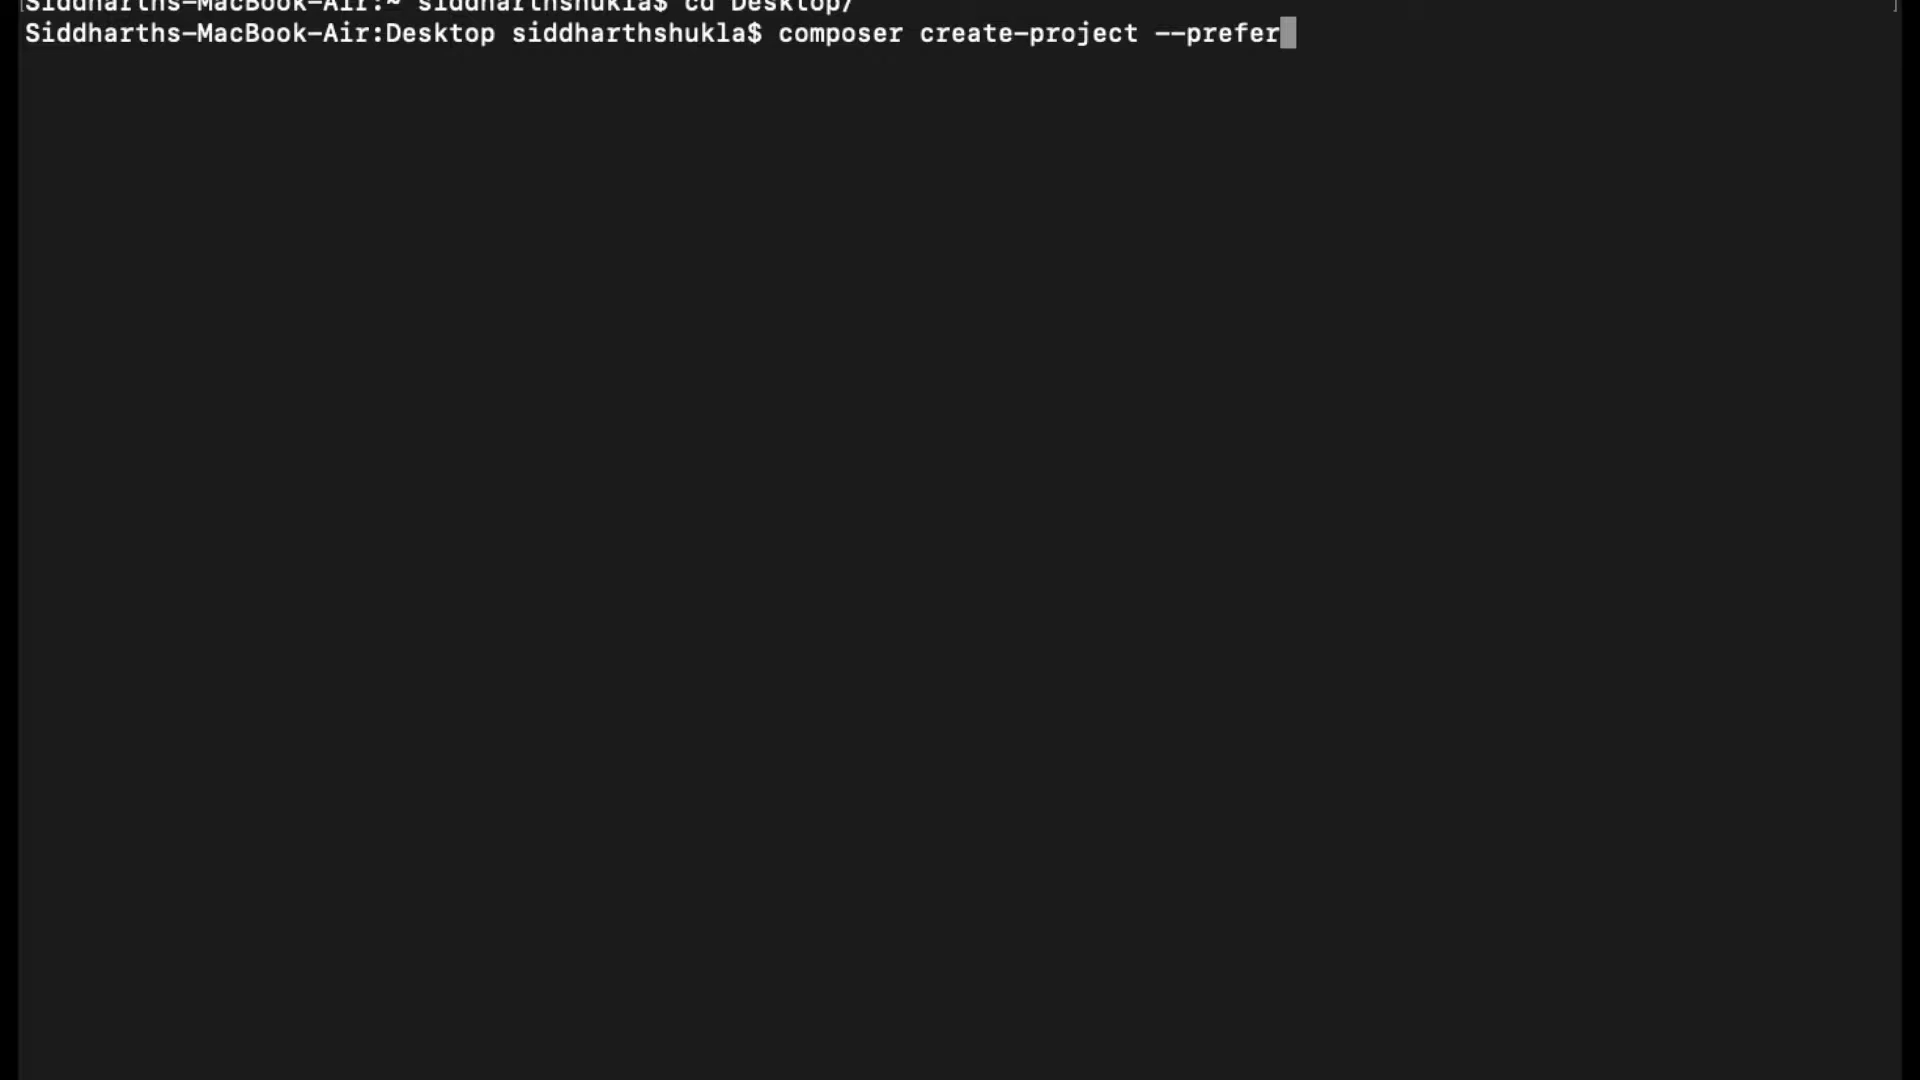 Siddharths-MacBook-Air:~ siddharthshukla$ cd Desktop/
Siddharths-MacBook-Air:Desktop siddharthshukla$ composer create-project --prefer